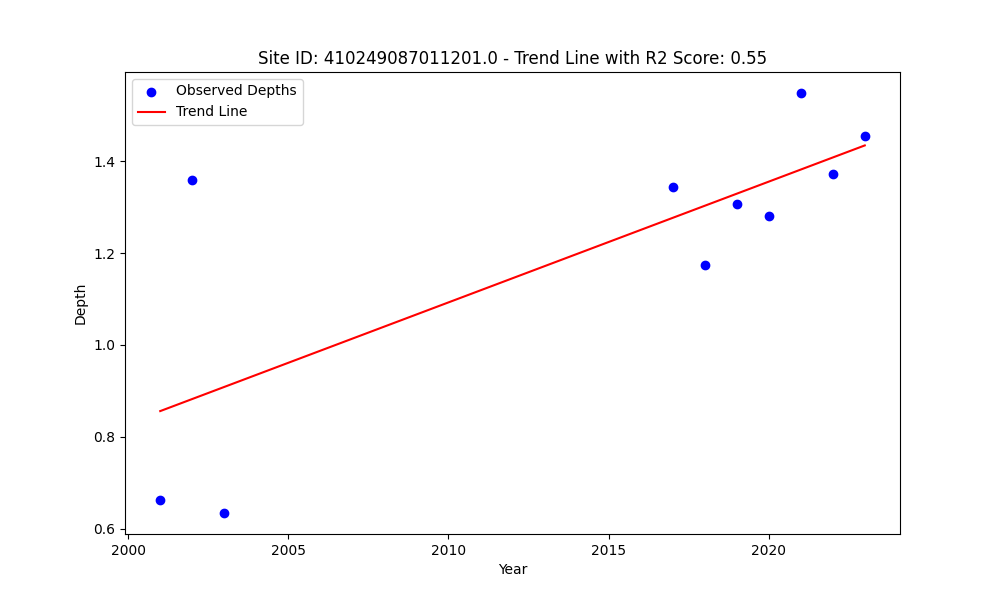 Site ID: 410249087011201.0 - Trend Line with R2 Score: 0.55
Observed Depths
Trend Line
1.4
1.2
1.0
0.8
0.6
Depth
2000 2005 2010 2015 2020
Year